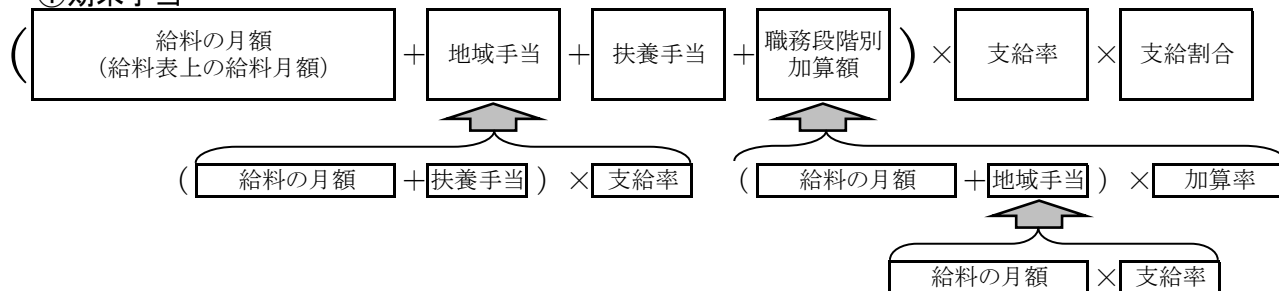 ①期末手当
( 給料の月額
(給料表上の給料月額) + 地域手当 + 扶養手当 + 職務段階別
加算額 ) × 支給率 × 支給割合
( 給料の月額 + 扶養手当 ) × 支給率 ( 給料の月額 + 地域手当 ) × 加算率
給料の月額 × 支給率